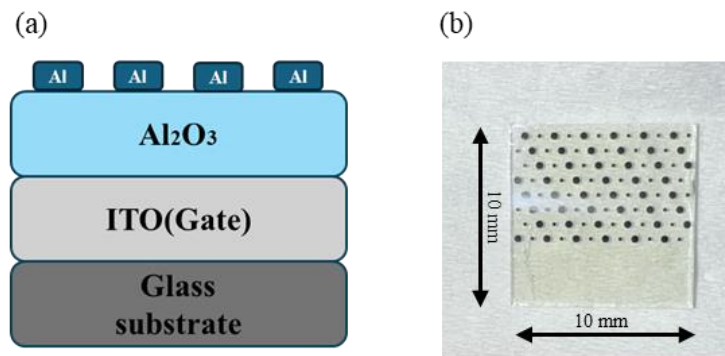 (a)
(b)
Al Al Al Al
Al2O3
ITO(Gate)
Glass
substrate
10 mm
10 mm